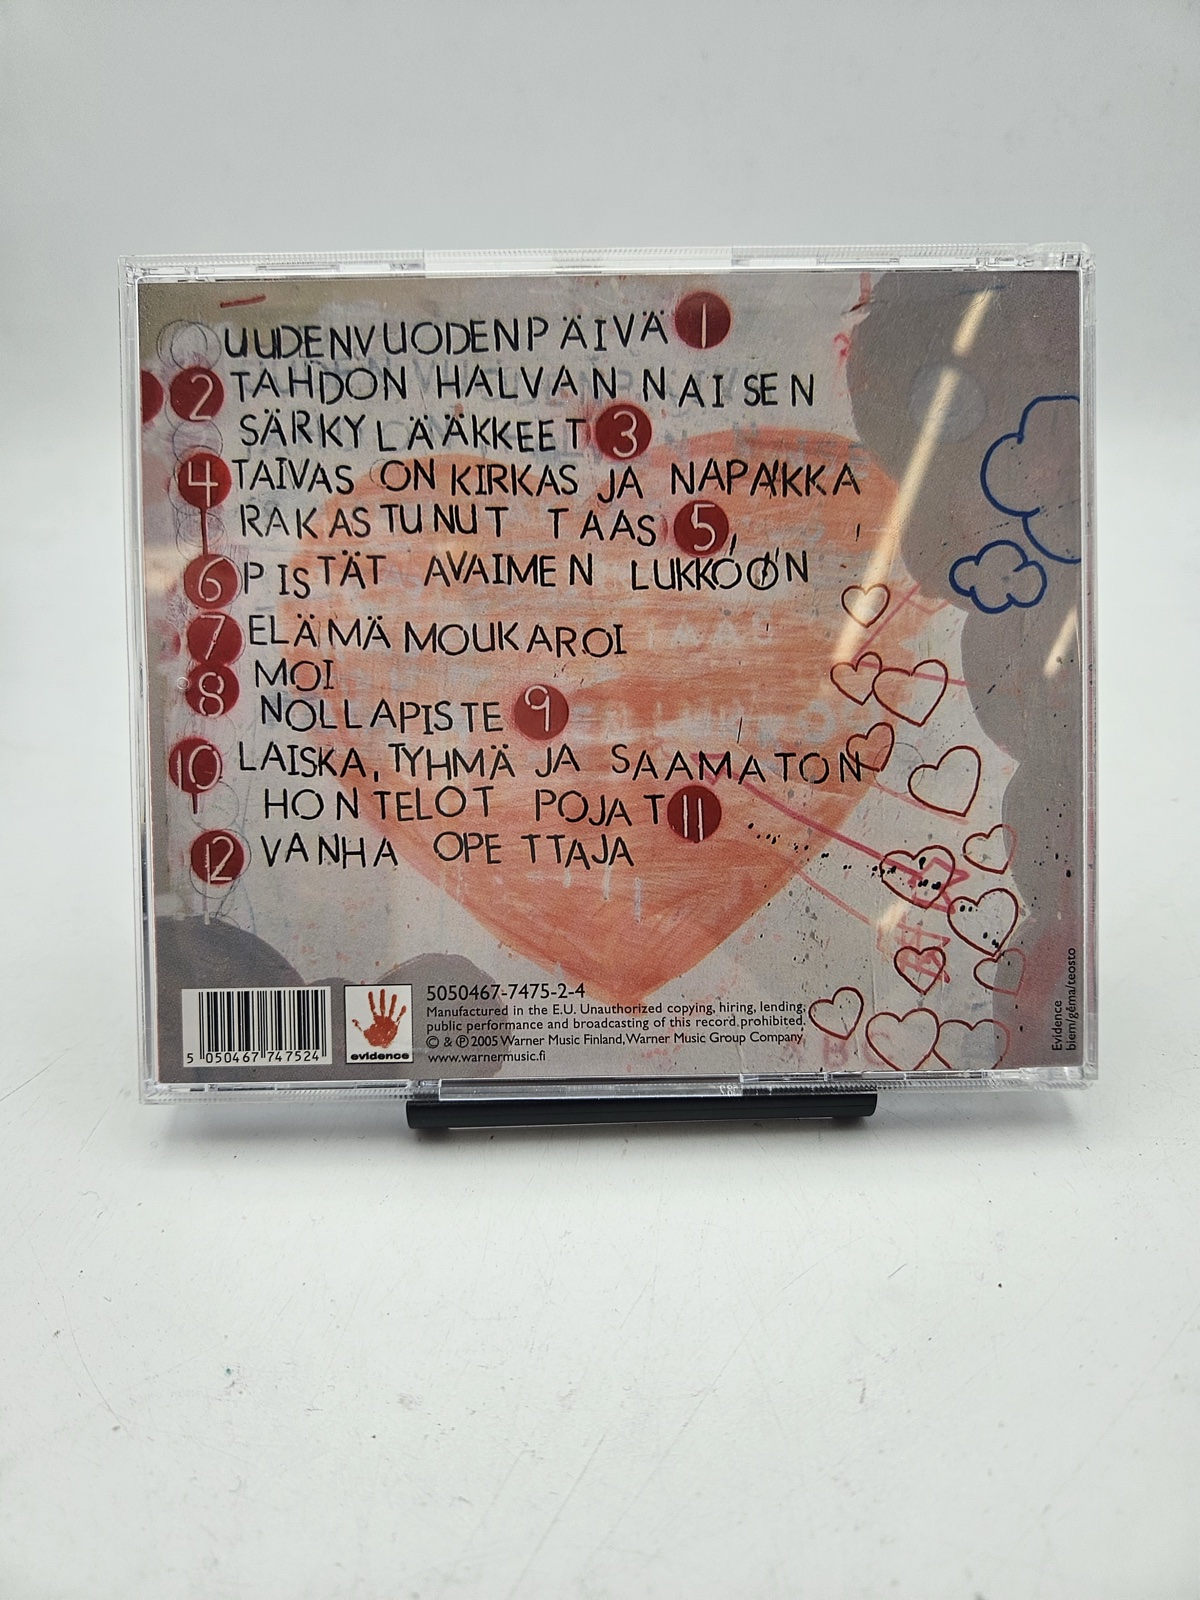 UUDENVUODENPÄIVÄ 1
2 TAHDON HALVAN NAISEN
SÄRKYLÄÄKKEET 3
4 TAIVAS ON KIRKAS JA NAPAKKA
RAKASTUNUT TAAS 5
6 PISTÄT AVAIMEN LUKKOON
7 ELÄMÄ MOUKAROI
8 MOI
NOLLAPISTE 9
10 LAISKA, TYHMÄ JA SAAMATON
HONTELOT POJAT 11
12 VANHA OPETTAJA
5 050467 747524
evidence
5050467-7475-2-4
Manufactured in the E.U. Unauthorized copying, hiring, lending,
public performance and broadcasting of this record prohibited.
© & ℗ 2005 Warner Music Finland, Warner Music Group Company
www.warnermusic.fi
Evidence
biem/gema/teosto